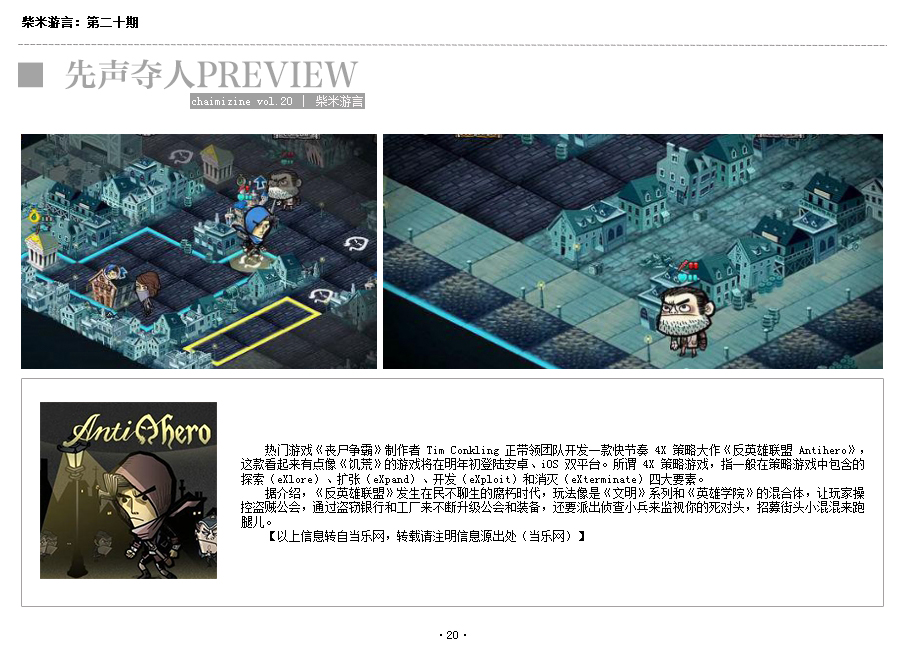 柴米游言：第二十期
先声夺人PREVIEW
chaimizine vol.20 | 柴米游言
AntiHero
热门游戏《丧尸争霸》制作者 Tim Conkling 正带领团队开发一款快节奏 4X 策略大作《反英雄联盟 Antihero》，
这款看起来有点像《饥荒》的游戏将在明年初登陆安卓、iOS 双平台。所谓 4X 策略游戏，指一般在策略游戏中包含的
探索（eXlore）、扩张（eXpand）、开发（eXploit）和消灭（eXterminate）四大要素。
据介绍，《反英雄联盟》发生在民不聊生的腐朽时代，玩法像是《文明》系列和《英雄学院》的混合体，让玩家操
控盗贼公会，通过盗窃银行和工厂来不断升级公会和装备，还要派出侦查小兵来监视你的死对头，招募街头小混混来跑
腿儿。
【以上信息转自当乐网，转载请注明信息源出处（当乐网）】
·20·